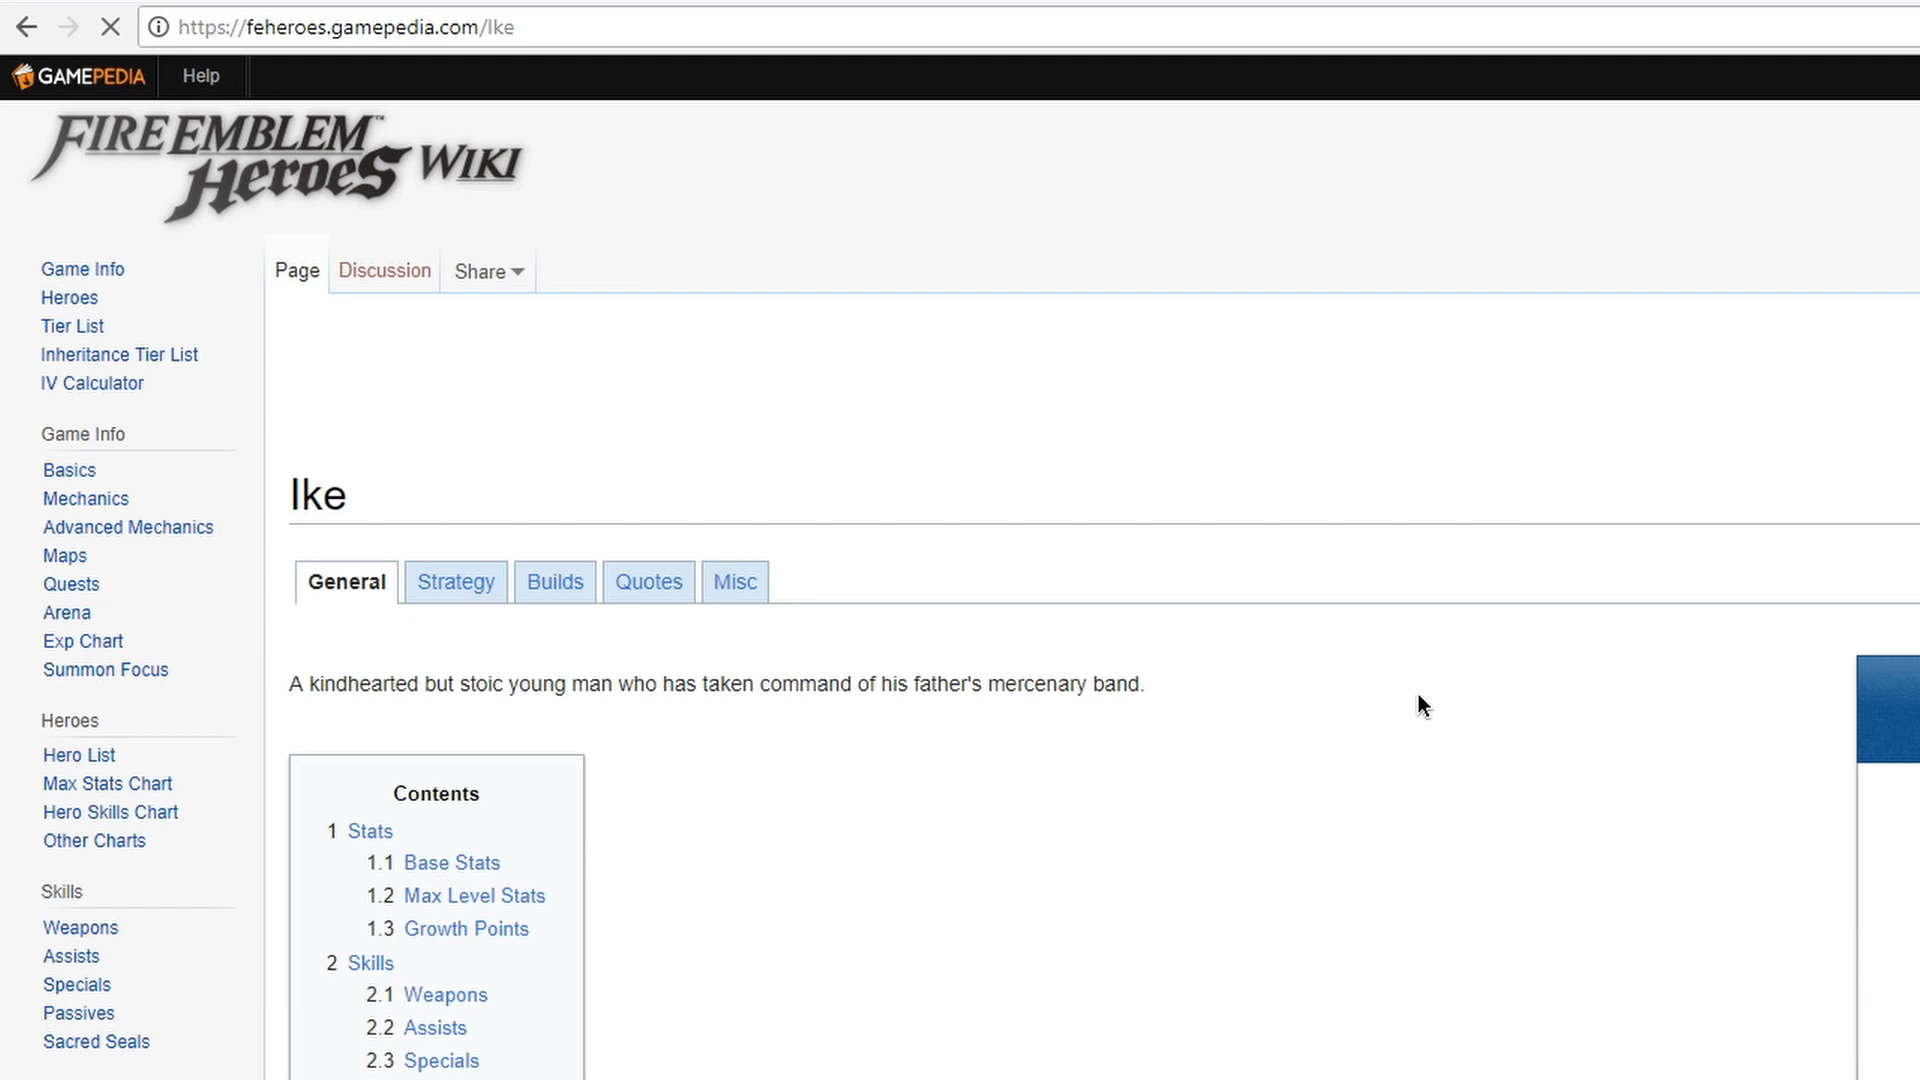 https://feheroes.gamepedia.com/Ike
GAMEPEDIA
Help
FIRE EMBLEM™
HEROES WIKI
Page
Discussion
Share
Game Info
Heroes
Tier List
Inheritance Tier List
IV Calculator
Game Info
Basics
Mechanics
Advanced Mechanics
Maps
Quests
Arena
Exp Chart
Summon Focus
Heroes
Hero List
Max Stats Chart
Hero Skills Chart
Other Charts
Skills
Weapons
Assists
Specials
Passives
Sacred Seals
Ike
General
Strategy
Builds
Quotes
Misc
A kindhearted but stoic young man who has taken command of his father's mercenary band.
Contents
1 Stats
1.1 Base Stats
1.2 Max Level Stats
1.3 Growth Points
2 Skills
2.1 Weapons
2.2 Assists
2.3 Specials